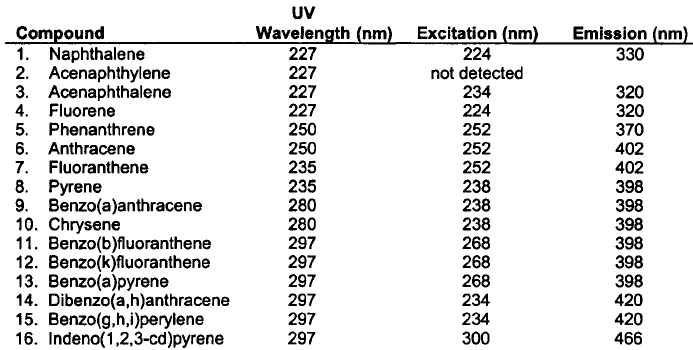 UV
Compound Wavelength (nm) Excitation (nm) Emission (nm)
1. Naphthalene 227 224 330
2. Acenaphthylene 227 not detected
3. Acenaphthalene 227 234 320
4. Fluorene 227 224 320
5. Phenanthrene 250 252 370
6. Anthracene 250 252 402
7. Fluoranthene 235 252 402
8. Pyrene 235 238 398
9. Benzo(a)anthracene 280 238 398
10. Chrysene 280 238 398
11. Benzo(b)fluoranthene 297 268 398
12. Benzo(k)fluoranthene 297 268 398
13. Benzo(a)pyrene 297 268 398
14. Dibenzo(a,h)anthracene 297 234 420
15. Benzo(g,h,i)perylene 297 234 420
16. Indeno(1,2,3-cd)pyrene 297 300 466